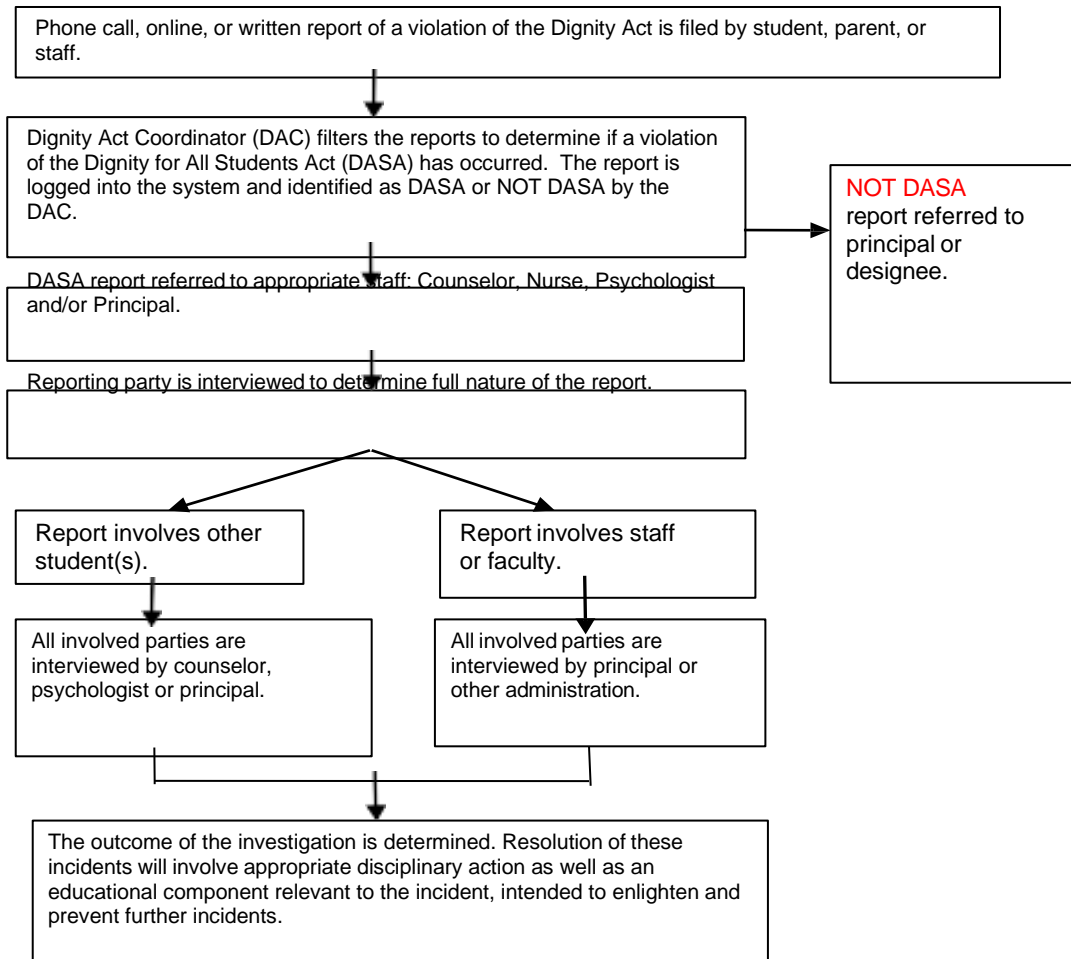 Phone call, online, or written report of a violation of the Dignity Act is filed by student, parent, or
staff.
Dignity Act Coordinator (DAC) filters the reports to determine if a violation
of the Dignity for All Students Act (DASA) has occurred.  The report is
logged into the system and identified as DASA or NOT DASA by the
DAC.
NOT DASA
report referred to
principal or
designee.
DASA report referred to appropriate staff: Counselor, Nurse, Psychologist
and/or Principal.
Reporting party is interviewed to determine full nature of the report.
Report involves other
student(s).
Report involves staff
or faculty.
All involved parties are
interviewed by counselor,
psychologist or principal.
All involved parties are
interviewed by principal or
other administration.
The outcome of the investigation is determined. Resolution of these
incidents will involve appropriate disciplinary action as well as an
educational component relevant to the incident, intended to enlighten and
prevent further incidents.